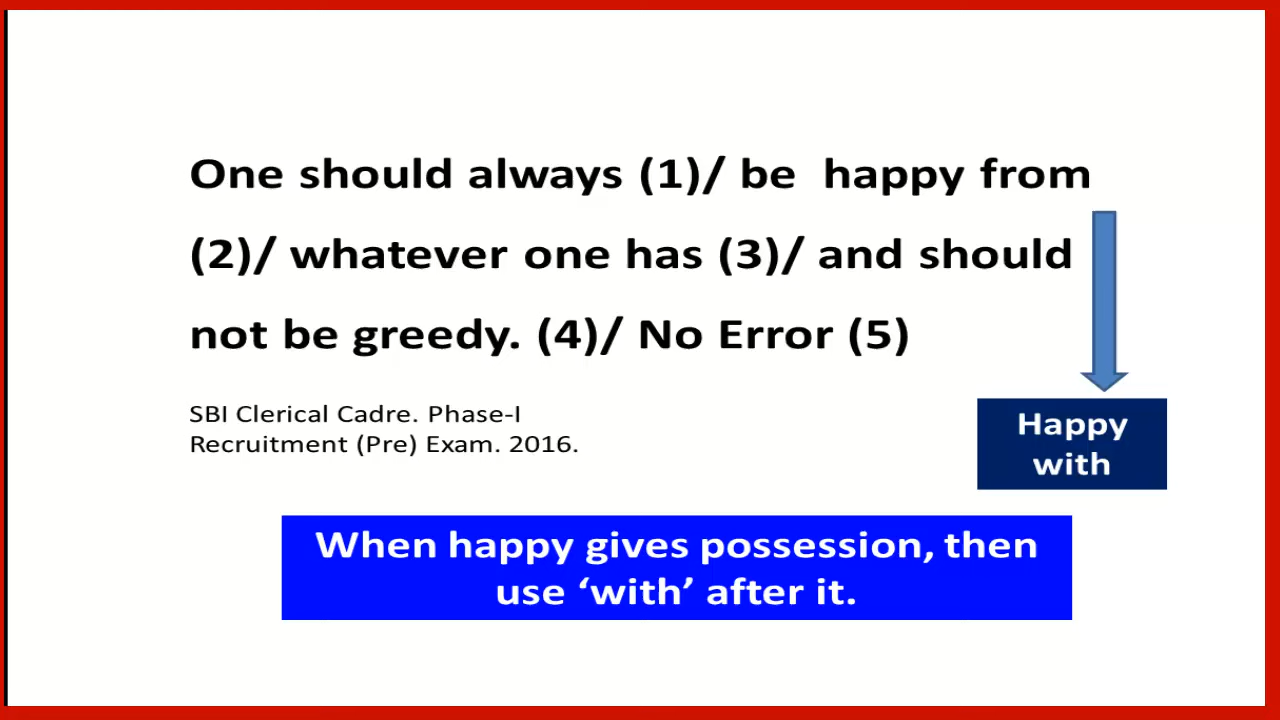 One should always (1)/ be  happy from
(2)/ whatever one has (3)/ and should
not be greedy. (4)/ No Error (5)
SBI Clerical Cadre. Phase-I
Recruitment (Pre) Exam. 2016.
Happy
with
When happy gives possession, then
use ‘with’ after it.